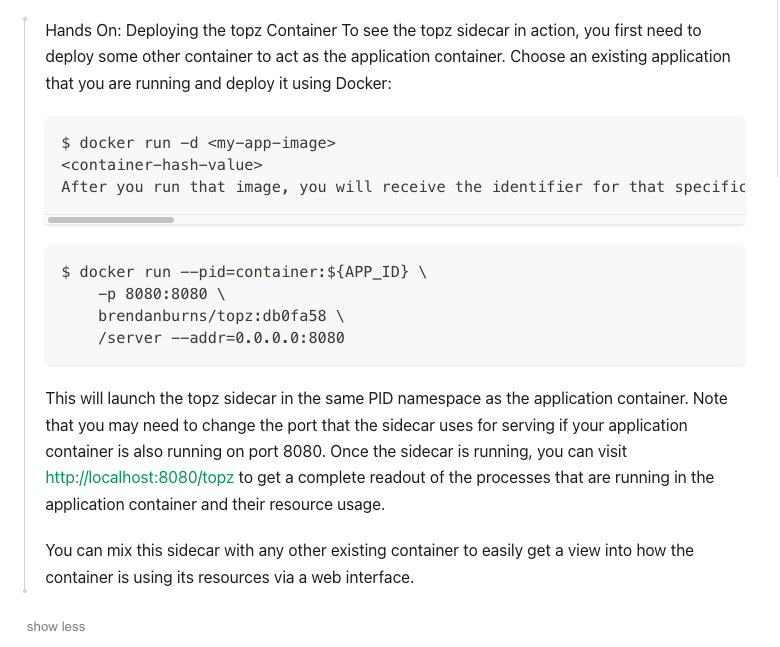 Hands On: Deploying the topz Container To see the topz sidecar in action, you first need to
deploy some other container to act as the application container. Choose an existing application
that you are running and deploy it using Docker:
$ docker run -d <my-app-image>
<container-hash-value>
After you run that image, you will receive the identifier for that specific
$ docker run --pid=container:${APP_ID} \
-p 8080:8080 \
brendanburns/topz:db0fa58 \
/server --addr=0.0.0.0:8080
This will launch the topz sidecar in the same PID namespace as the application container. Note
that you may need to change the port that the sidecar uses for serving if your application
container is also running on port 8080. Once the sidecar is running, you can visit
http://localhost:8080/topz to get a complete readout of the processes that are running in the
application container and their resource usage.
You can mix this sidecar with any other existing container to easily get a view into how the
container is using its resources via a web interface.
show less